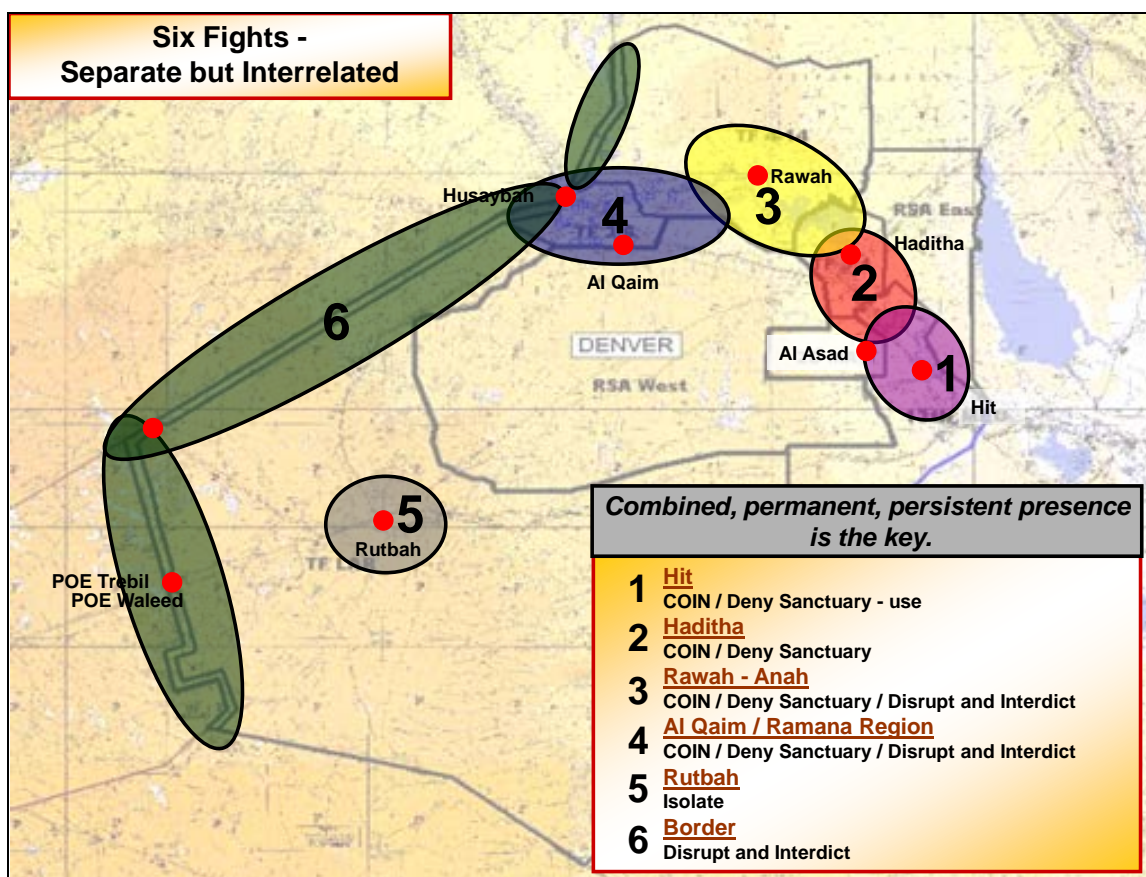 Six Fights -
Separate but Interrelated
Husaybah
4
Rawah
3
RSA East
Haditha
2
Al Qaim
6
DENVER
Al Asad
RSA West
1
Hit
5
Rutbah
TF LAR
POE Trebil
POE Waleed
Combined, permanent, persistent presence
is the key.
1 Hit
COIN / Deny Sanctuary - use
2 Haditha
COIN / Deny Sanctuary
3 Rawah - Anah
COIN / Deny Sanctuary / Disrupt and Interdict
4 Al Qaim / Ramana Region
COIN / Deny Sanctuary / Disrupt and Interdict
5 Rutbah
Isolate
6 Border
Disrupt and Interdict